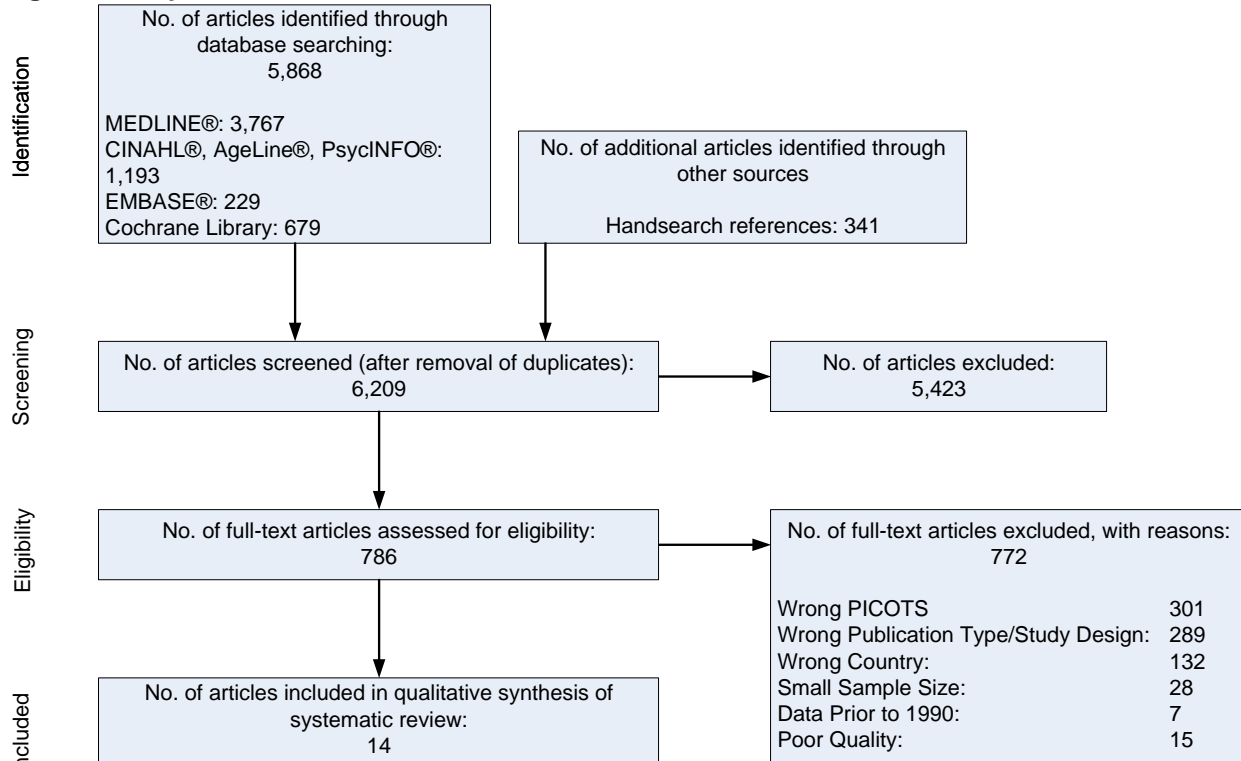 Identification
No. of articles identified through
database searching:
5,868
MEDLINE®: 3,767
CINAHL®, AgeLine®, PsycINFO®:
1,193
EMBASE®: 229
Cochrane Library: 679
No. of additional articles identified through
other sources
Handsearch references: 341
Screening
No. of articles screened (after removal of duplicates):
6,209
No. of articles excluded:
5,423
Eligibility
No. of full-text articles assessed for eligibility:
786
No. of full-text articles excluded, with reasons:
772
Wrong PICOTS 301
Wrong Publication Type/Study Design: 289
Wrong Country: 132
Small Sample Size: 28
Data Prior to 1990: 7
Poor Quality: 15
No. of articles included in qualitative synthesis of
systematic review:
14